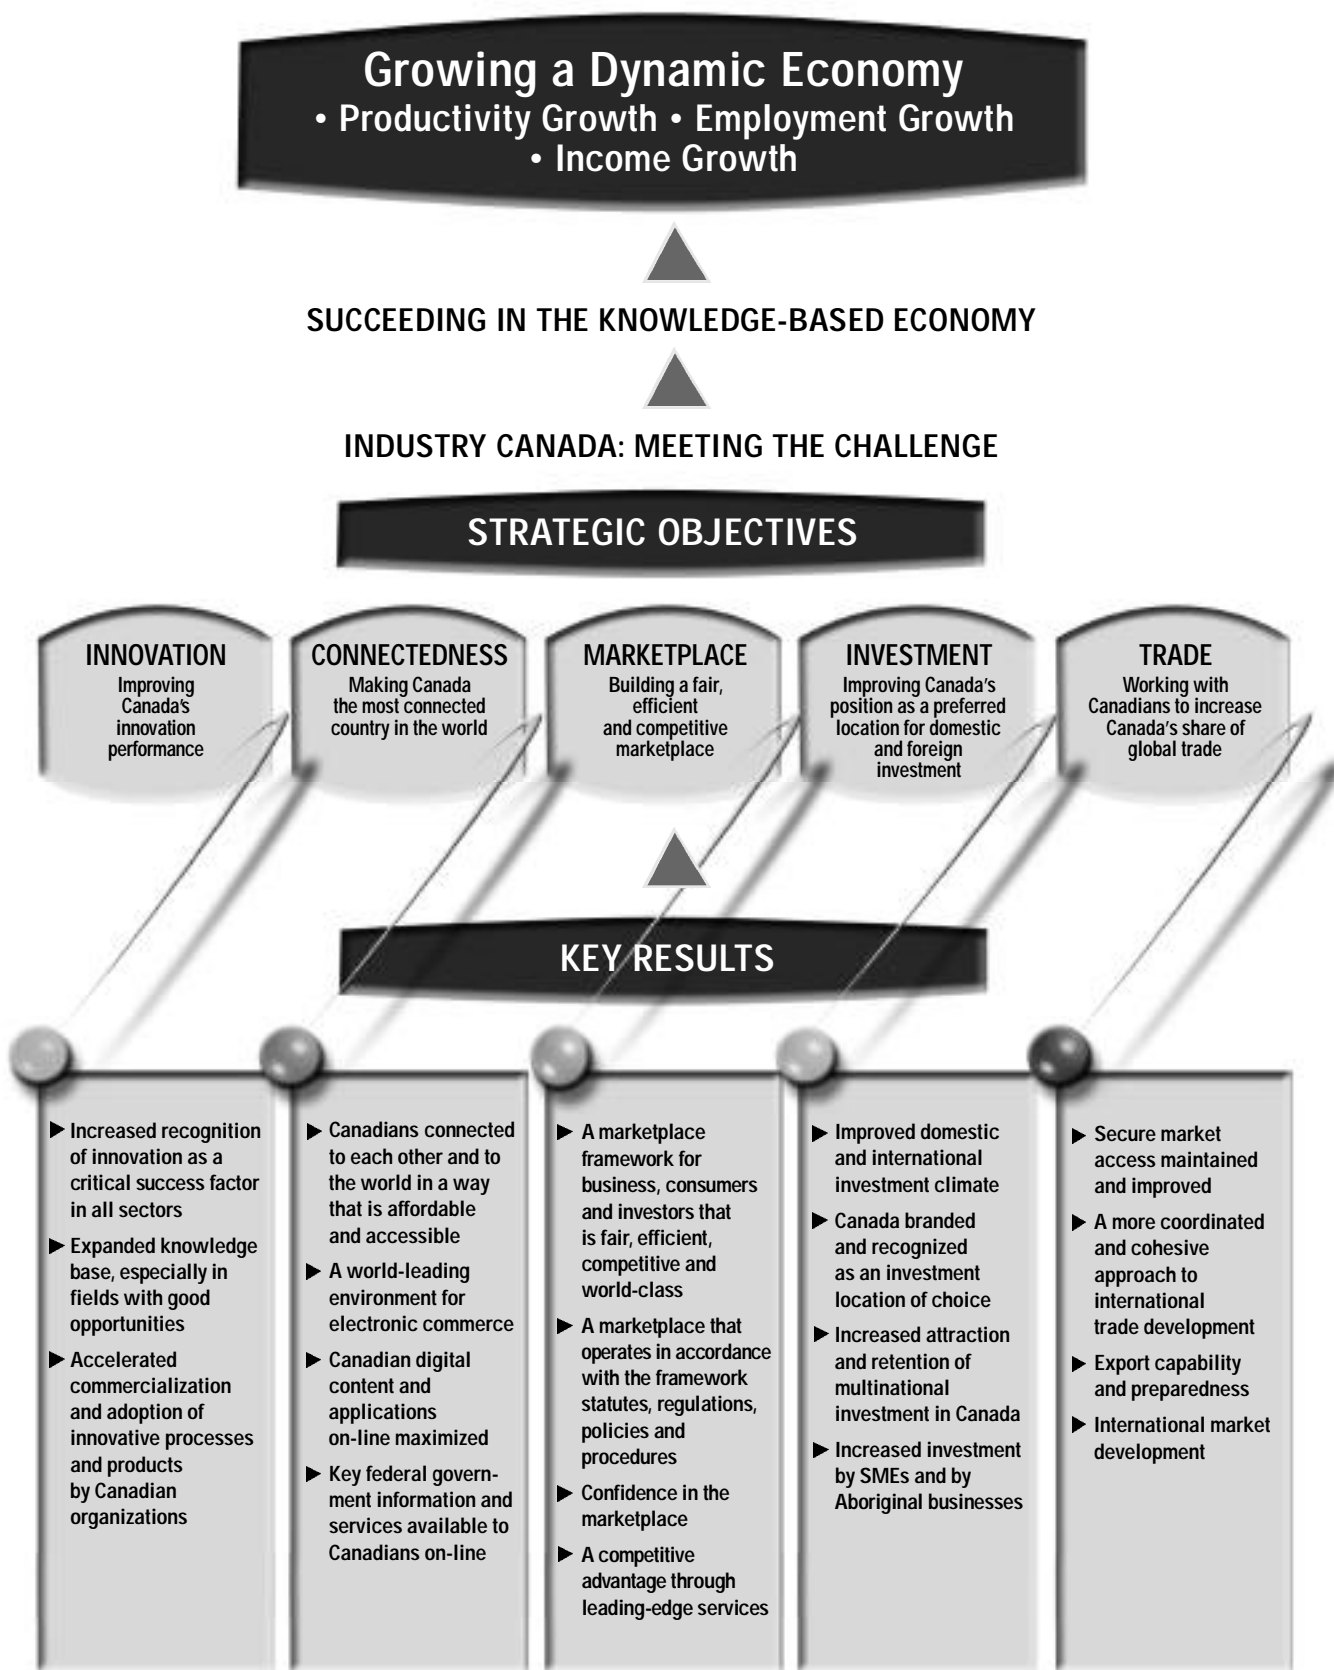 Growing a Dynamic Economy
• Productivity Growth • Employment Growth
• Income Growth
SUCCEEDING IN THE KNOWLEDGE-BASED ECONOMY
INDUSTRY CANADA: MEETING THE CHALLENGE
STRATEGIC OBJECTIVES
INNOVATION
Improving
Canada's
innovation
performance
CONNECTEDNESS
Making Canada
the most connected
country in the world
MARKETPLACE
Building a fair,
efficient
and competitive
marketplace
INVESTMENT
Improving Canada's
position as a preferred
location for domestic
and foreign
investment
TRADE
Working with
Canadians to increase
Canada's share of
global trade
KEY RESULTS
Increased recognition
of innovation as a
critical success factor
in all sectors
Expanded knowledge
base, especially in
fields with good
opportunities
Accelerated
commercialization
and adoption of
innovative processes
and products
by Canadian
organizations
Canadians connected
to each other and to
the world in a way
that is affordable
and accessible
A world-leading
environment for
electronic commerce
Canadian digital
content and
applications
on-line maximized
Key federal govern-
ment information and
services available to
Canadians on-line
A marketplace
framework for
business, consumers
and investors that
is fair, efficient,
competitive and
world-class
A marketplace that
operates in accordance
with the framework
statutes, regulations,
policies and
procedures
Confidence in the
marketplace
A competitive
advantage through
leading-edge services
Improved domestic
and international
investment climate
Canada branded
and recognized
as an investment
location of choice
Increased attraction
and retention of
multinational
investment in Canada
Increased investment
by SMEs and by
Aboriginal businesses
Secure market
access maintained
and improved
A more coordinated
and cohesive
approach to
international
trade development
Export capability
and preparedness
International market
development